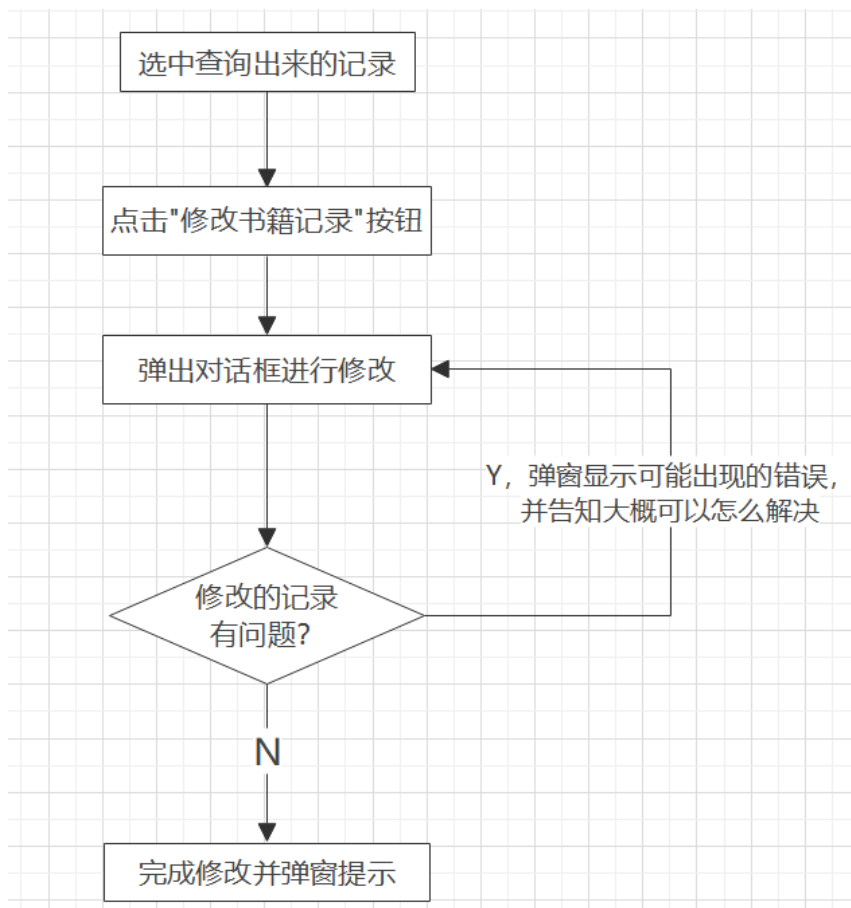 选中查询出来的记录
点击"修改书籍记录"按钮
弹出对话框进行修改
Y，弹窗显示可能出现的错误，
并告知大概可以怎么解决
修改的记录
有问题?
N
完成修改并弹窗提示